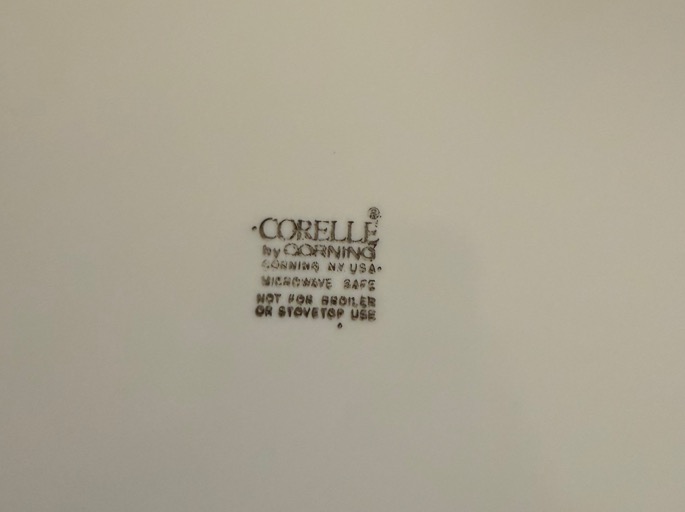 CORELLE®
by CORNING
CORNING NY USA
MICROWAVE SAFE
NOT FOR BROILER
OR STOVETOP USE